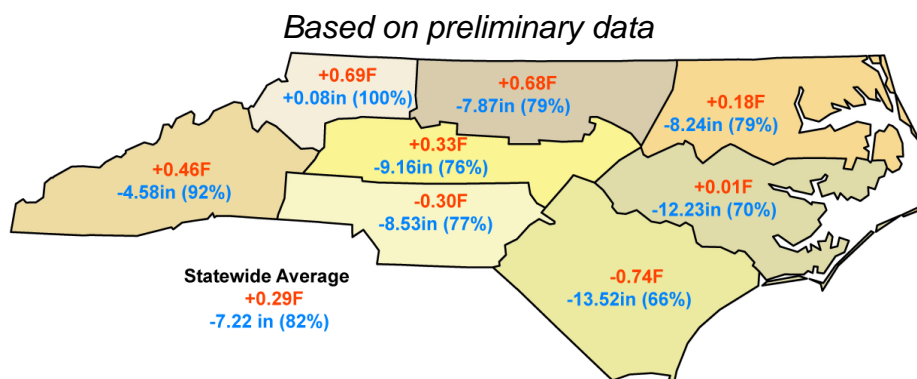 Based on preliminary data
+0.69F
+0.08in (100%)
+0.68F
-7.87in (79%)
+0.18F
-8.24in (79%)
+0.46F
-4.58in (92%)
+0.33F
-9.16in (76%)
+0.01F
-12.23in (70%)
-0.30F
-8.53in (77%)
-0.74F
-13.52in (66%)
Statewide Average
+0.29F
-7.22 in (82%)